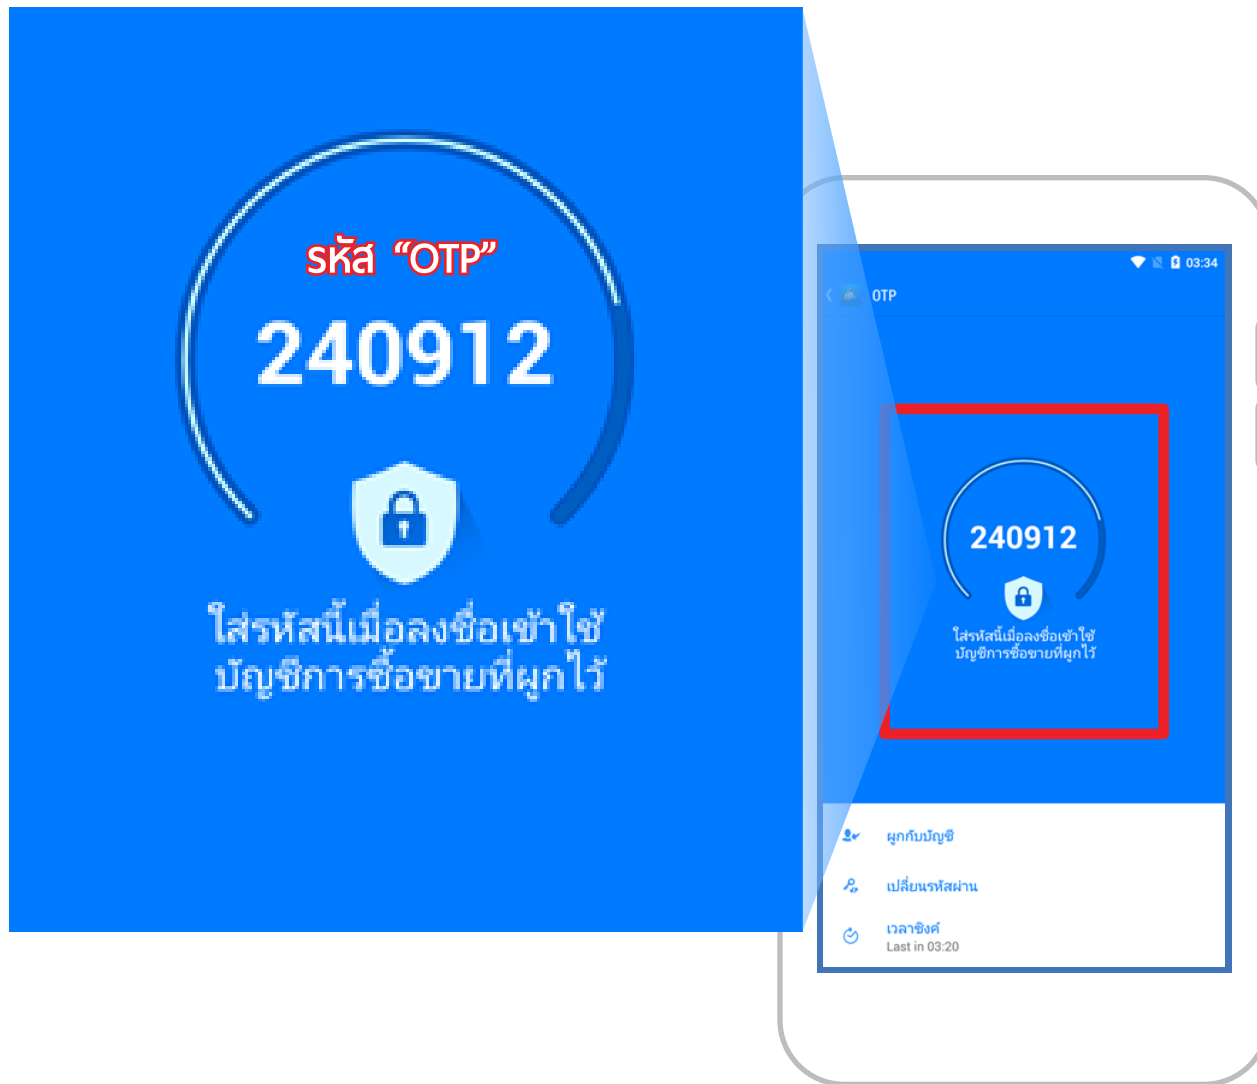 รหัส “OTP”
240912
ใส่รหัสนี้เมื่อลงชื่อเข้าใช้
บัญชีการซื้อขายที่ผูกไว้
03:34
OTP
240912
ใส่รหัสนี้เมื่อลงชื่อเข้าใช้
บัญชีการซื้อขายที่ผูกไว้
ผูกกับบัญชี
เปลี่ยนรหัสผ่าน
เวลาซิงค์
Last in 03:20